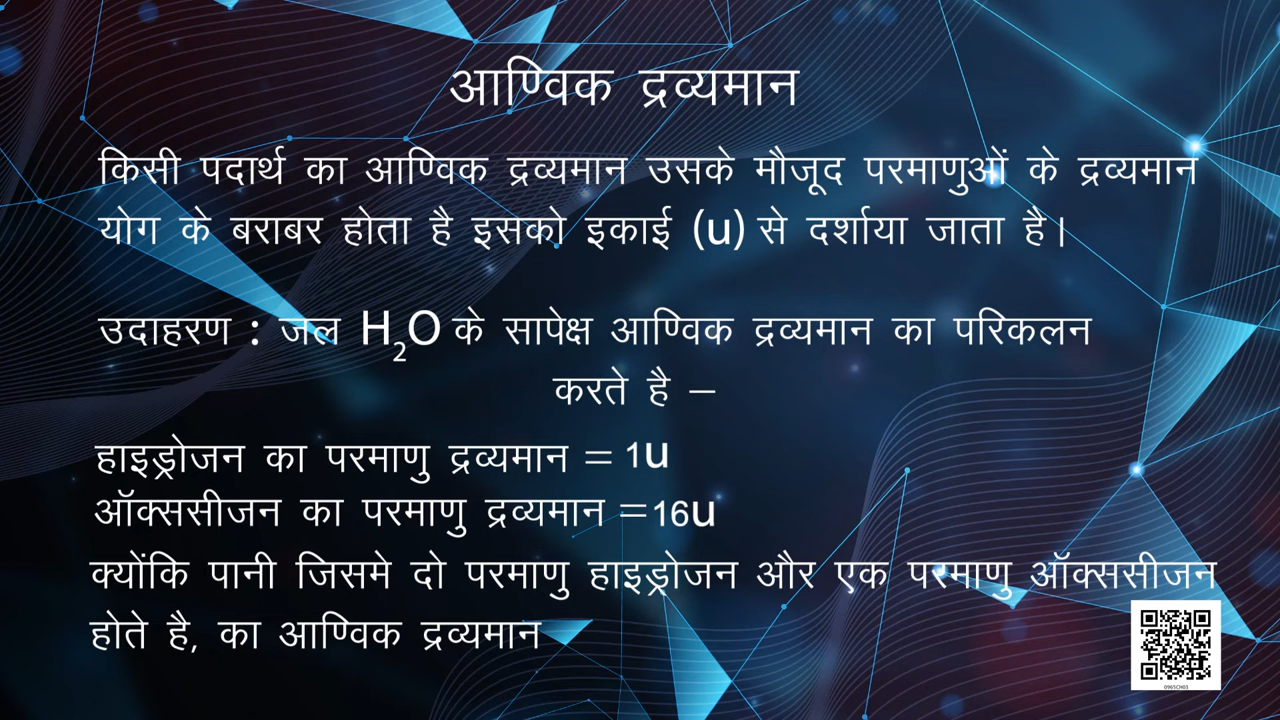 आण्विक द्रव्यमान
किसी पदार्थ का आण्विक द्रव्यमान उसके मौजूद परमाणुओं के द्रव्यमान
योग के बराबर होता है इसको इकाई (u) से दर्शाया जाता है।
उदाहरण : जल H₂O के सापेक्ष आण्विक द्रव्यमान का परिकलन
करते है –
हाइड्रोजन का परमाणु द्रव्यमान = 1u
ऑक्ससीजन का परमाणु द्रव्यमान =16u
क्योंकि पानी जिसमे दो परमाणु हाइड्रोजन और एक परमाणु ऑक्ससीजन
होते है, का आण्विक द्रव्यमान
0965CH03